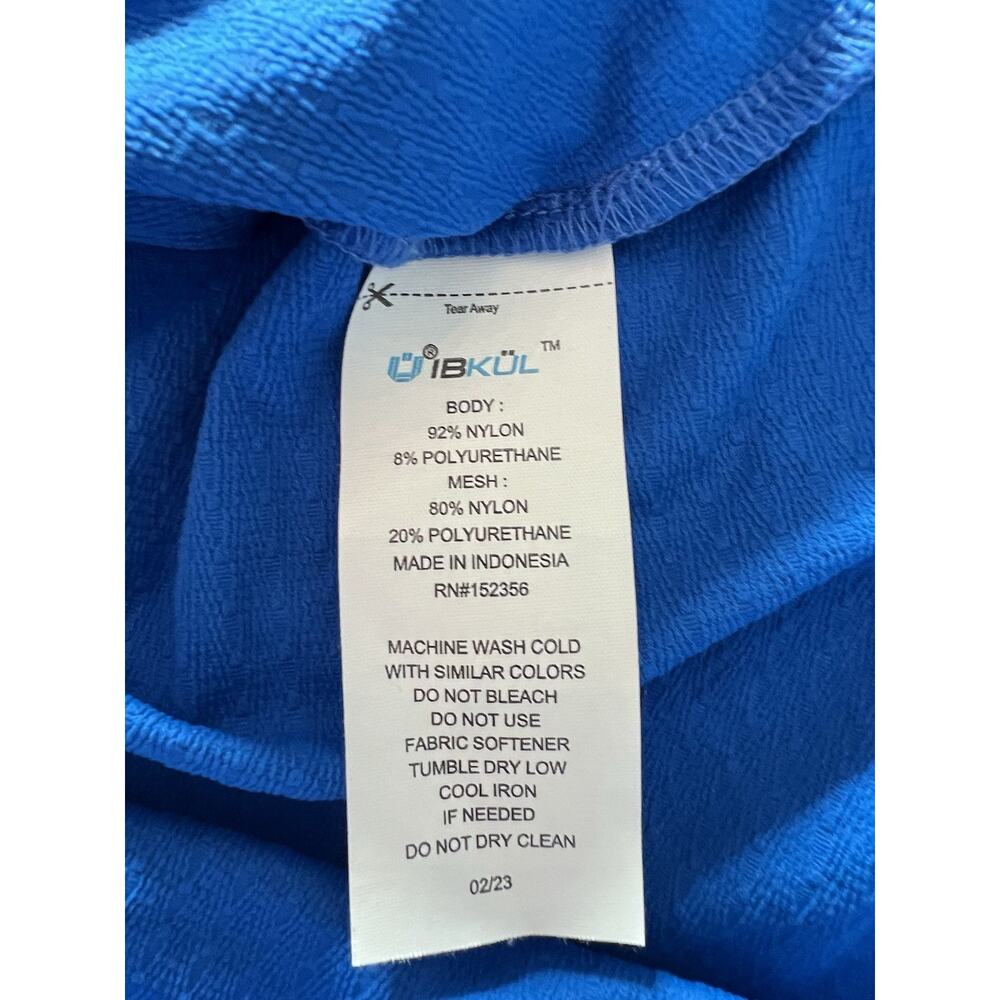 Tear Away
Ü® IBKÜL™
BODY :
92% NYLON
8% POLYURETHANE
MESH :
80% NYLON
20% POLYURETHANE
MADE IN INDONESIA
RN#152356
MACHINE WASH COLD
WITH SIMILAR COLORS
DO NOT BLEACH
DO NOT USE
FABRIC SOFTENER
TUMBLE DRY LOW
COOL IRON
IF NEEDED
DO NOT DRY CLEAN
02/23